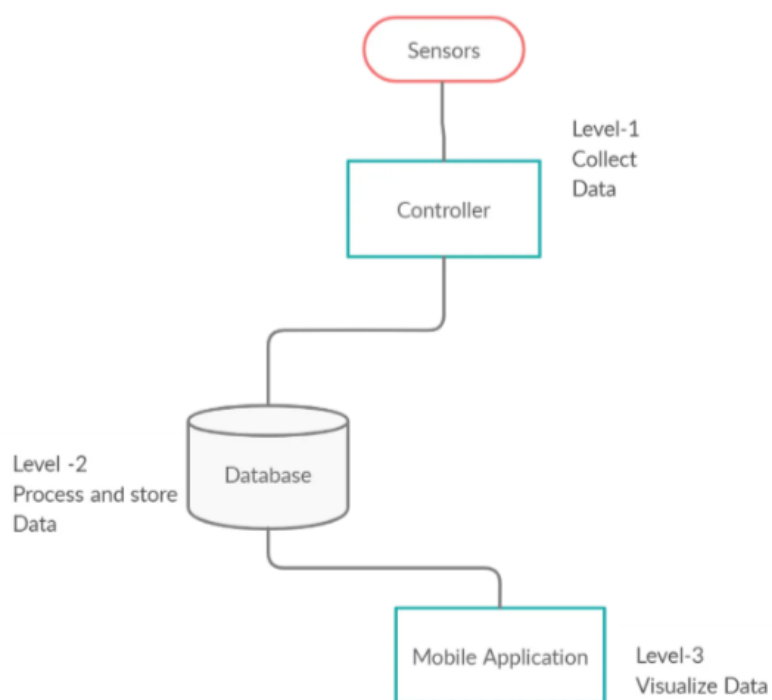 Sensors
Level-1
Collect
Data
Controller
Level -2
Process and store
Data
Database
Mobile Application
Level-3
Visualize Data